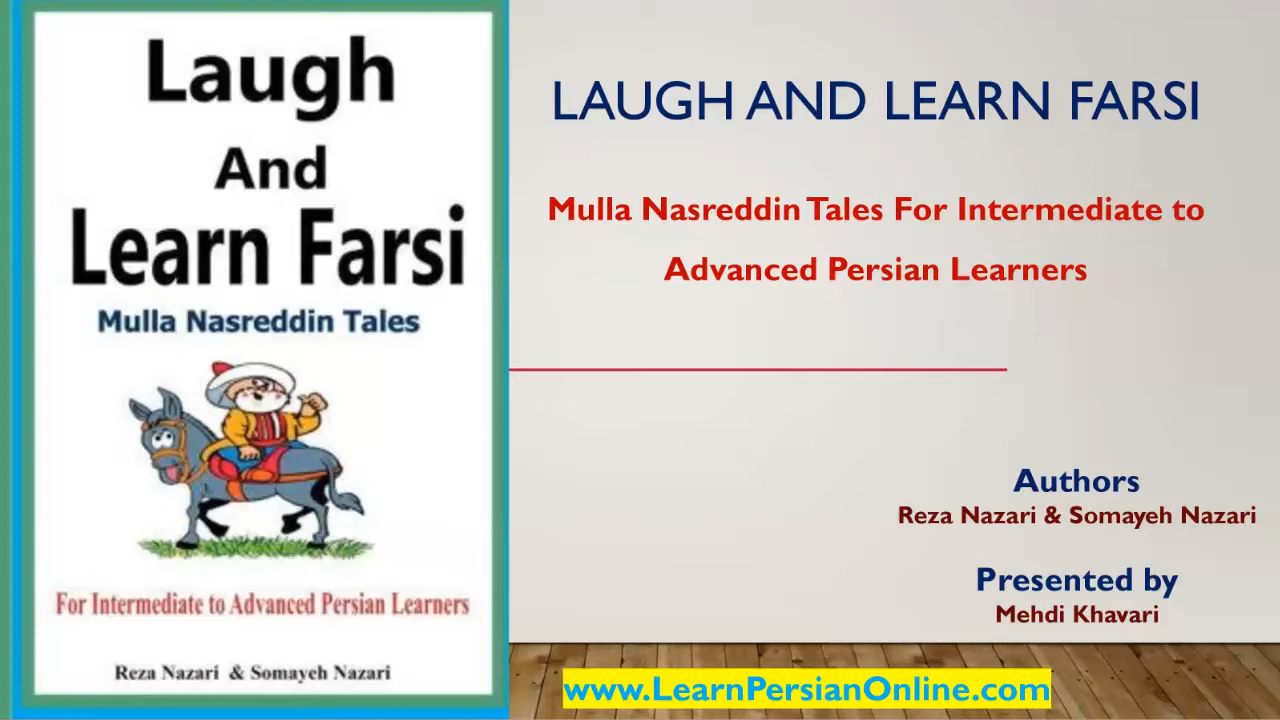 Laugh
And
Learn Farsi
Mulla Nasreddin Tales
For Intermediate to Advanced Persian Learners
Reza Nazari & Somayeh Nazari
LAUGH AND LEARN FARSI
Mulla Nasreddin Tales For Intermediate to
Advanced Persian Learners
Authors
Reza Nazari & Somayeh Nazari
Presented by
Mehdi Khavari
www.LearnPersianOnline.com